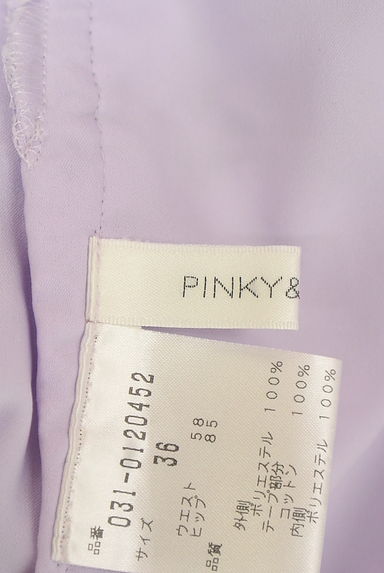 PINKY&
品番
031-0120452
サイズ 36
ウエスト 58
ヒップ 85
品質
外側
ポリエステル 100%
テープ部分
コットン 100%
内側
ポリエステル 100%